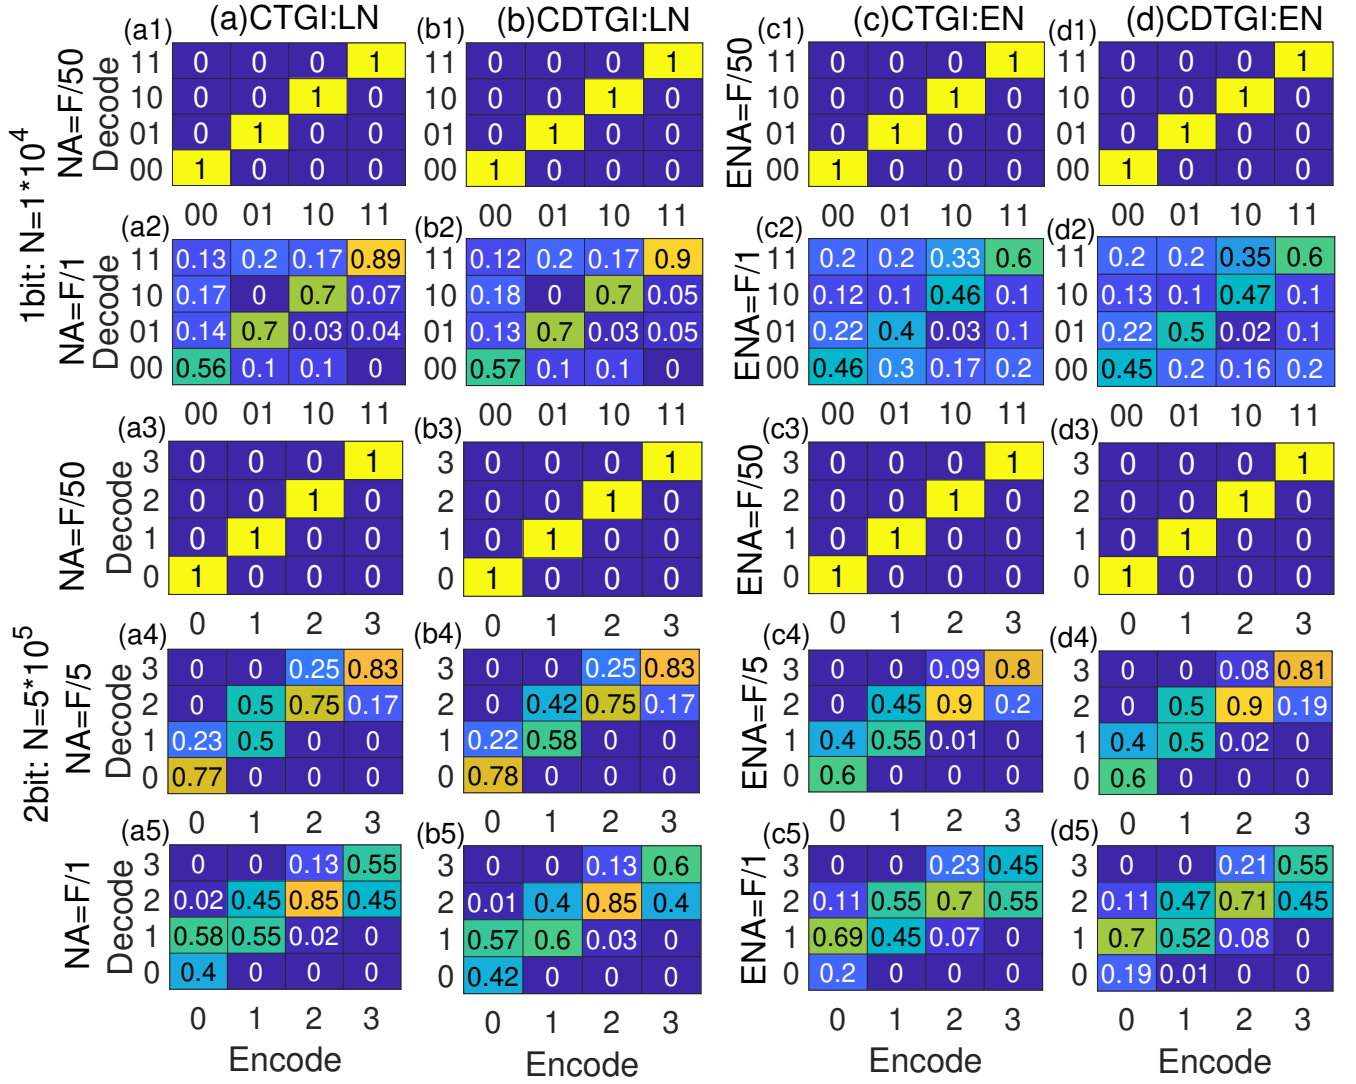 (a)CTGI:LN (b)CDTGI:LN (c)CTGI:EN (d)CDTGI:EN
1bit: N=1*10^4
(a1) (b1) (c1) (d1)
NA=F/50 Decode ENA=F/50
11 0 0 0 1 11 0 0 0 1 11 0 0 0 1 11 0 0 0 1
10 0 0 1 0 10 0 0 1 0 10 0 0 1 0 10 0 0 1 0
01 0 1 0 0 01 0 1 0 0 01 0 1 0 0 01 0 1 0 0
00 1 0 0 0 00 1 0 0 0 00 1 0 0 0 00 1 0 0 0
00 01 10 11 00 01 10 11 00 01 10 11 00 01 10 11
(a2) (b2) (c2) (d2)
NA=F/1 Decode ENA=F/1
11 0.13 0.2 0.17 0.89 11 0.12 0.2 0.17 0.9 11 0.2 0.2 0.33 0.6 11 0.2 0.2 0.35 0.6
10 0.17 0 0.7 0.07 10 0.18 0 0.7 0.05 10 0.12 0.1 0.46 0.1 10 0.13 0.1 0.47 0.1
01 0.14 0.7 0.03 0.04 01 0.13 0.7 0.03 0.05 01 0.22 0.4 0.03 0.1 01 0.22 0.5 0.02 0.1
00 0.56 0.1 0.1 0 00 0.57 0.1 0.1 0 00 0.46 0.3 0.17 0.2 00 0.45 0.2 0.16 0.2
00 01 10 11 00 01 10 11 00 01 10 11 00 01 10 11
2bit: N=5*10^5
(a3) (b3) (c3) (d3)
NA=F/50 Decode ENA=F/50
3 0 0 0 1 3 0 0 0 1 3 0 0 0 1 3 0 0 0 1
2 0 0 1 0 2 0 0 1 0 2 0 0 1 0 2 0 0 1 0
1 0 1 0 0 1 0 1 0 0 1 0 1 0 0 1 0 1 0 0
0 1 0 0 0 0 1 0 0 0 0 1 0 0 0 0 1 0 0 0
0 1 2 3 0 1 2 3 0 1 2 3 0 1 2 3
(a4) (b4) (c4) (d4)
NA=F/5 Decode ENA=F/5
3 0 0 0.25 0.83 3 0 0 0.25 0.83 3 0 0 0.09 0.8 3 0 0 0.08 0.81
2 0 0.5 0.75 0.17 2 0 0.42 0.75 0.17 2 0 0.45 0.9 0.2 2 0 0.5 0.9 0.19
1 0.23 0.5 0 0 1 0.22 0.58 0 0 1 0.4 0.55 0.01 0 1 0.4 0.5 0.02 0
0 0.77 0 0 0 0 0.78 0 0 0 0 0.6 0 0 0 0 0.6 0 0 0
0 1 2 3 0 1 2 3 0 1 2 3 0 1 2 3
(a5) (b5) (c5) (d5)
NA=F/1 Decode ENA=F/1
3 0 0 0.13 0.55 3 0 0 0.13 0.6 3 0 0 0.23 0.45 3 0 0 0.21 0.55
2 0.02 0.45 0.85 0.45 2 0.01 0.4 0.85 0.4 2 0.11 0.55 0.7 0.55 2 0.11 0.47 0.71 0.45
1 0.58 0.55 0.02 0 1 0.57 0.6 0.03 0 1 0.69 0.45 0.07 0 1 0.7 0.52 0.08 0
0 0.4 0 0 0 0 0.42 0 0 0 0 0.2 0 0 0 0 0.19 0.01 0 0
0 1 2 3 0 1 2 3 0 1 2 3 0 1 2 3
Encode Encode Encode Encode